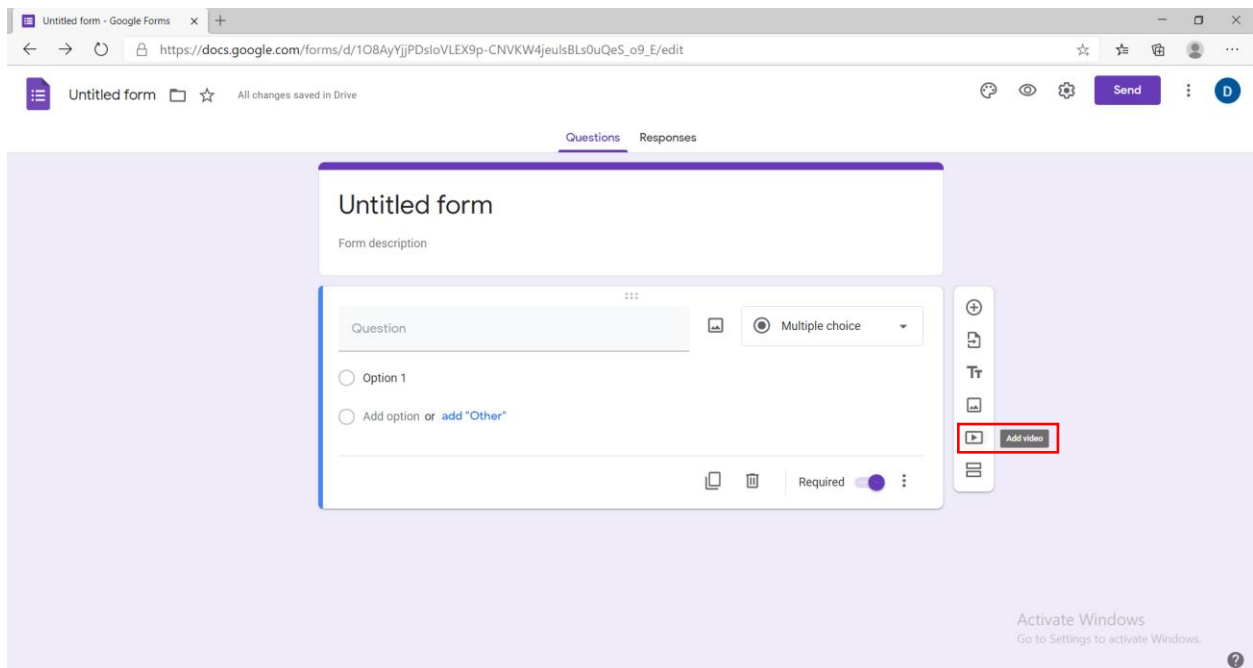 Untitled form - Google Forms
https://docs.google.com/forms/d/1O8AyYjjPDsIoVLEX9p-CNVKW4jeulsBLs0uQeS_o9_E/edit
Untitled form All changes saved in Drive Send D
Questions Responses
Untitled form
Form description
Question Multiple choice
Option 1
Tт
Add option or add "Other"
Add video
Required
Activate Windows
Go to Settings to activate Windows.